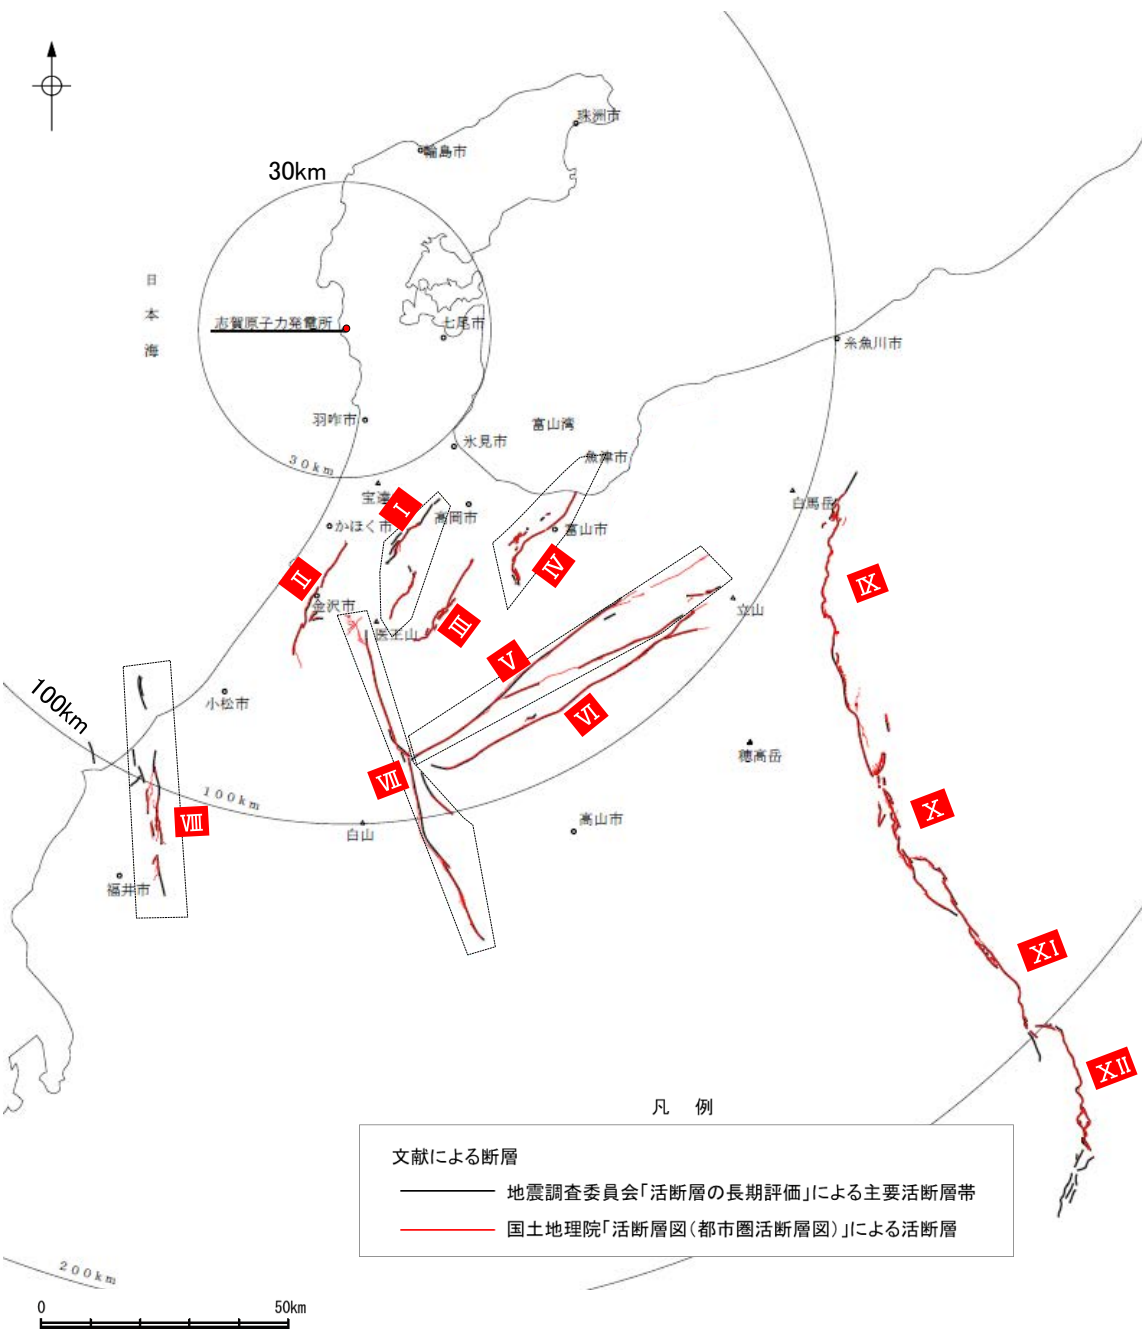 珠洲市
輪島市
30km
日本海
志賀原子力発電所
七尾市
糸魚川市
羽咋市
富山湾
氷見市
魚津市
30km
宝達
Ⅰ
高岡市
白馬岳
かほく市
富山市
Ⅳ
Ⅱ
Ⅸ
金沢市
立山
医王山
Ⅲ
Ⅴ
100km
小松市
Ⅵ
穂高岳
Ⅶ
100km
Ⅹ
Ⅷ
白山
高山市
福井市
ⅩⅠ
ⅩⅡ
凡 例
文献による断層
地震調査委員会「活断層の長期評価」による主要活断層帯
国土地理院「活断層図(都市圏活断層図)」による活断層
200km
0 50km